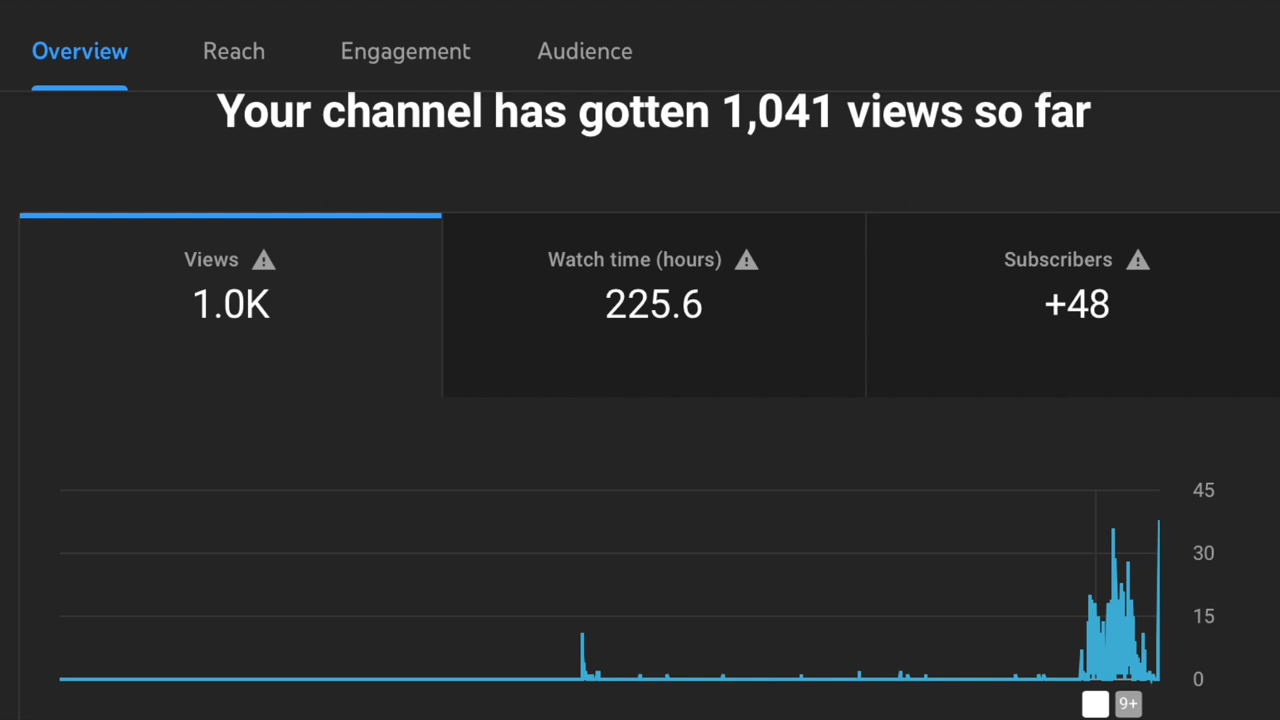 Overview Reach Engagement Audience
Your channel has gotten 1,041 views so far
Views Watch time (hours) Subscribers
1.0K 225.6 +48
45
30
15
0
9+